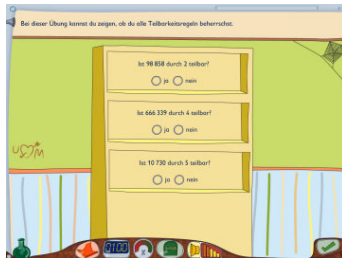 Bei dieser Übung kannst du zeigen, ob du alle Teilbarkeitsregeln beherrschst.
Ist 98 858 durch 2 teilbar?
ja nein
Ist 666 339 durch 4 teilbar?
ja nein
Ist 10 730 durch 5 teilbar?
ja nein